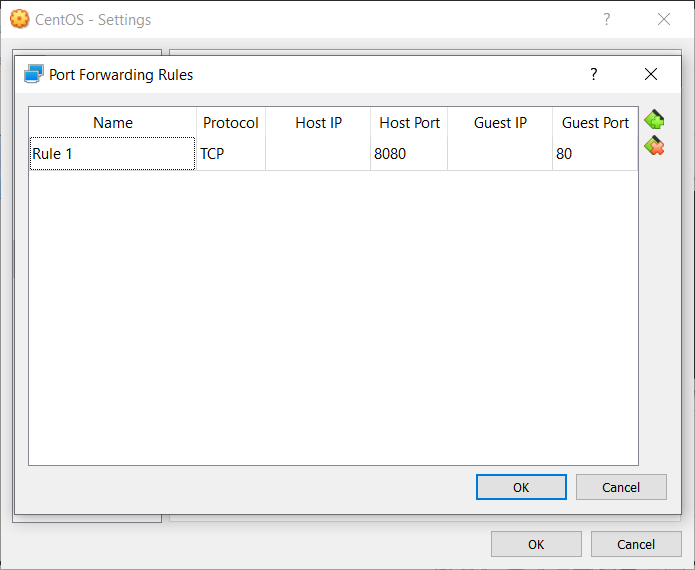 CentOS - Settings ?
Port Forwarding Rules ?
Name Protocol Host IP Host Port Guest IP Guest Port
Rule 1 TCP 8080 80
OK Cancel
OK Cancel